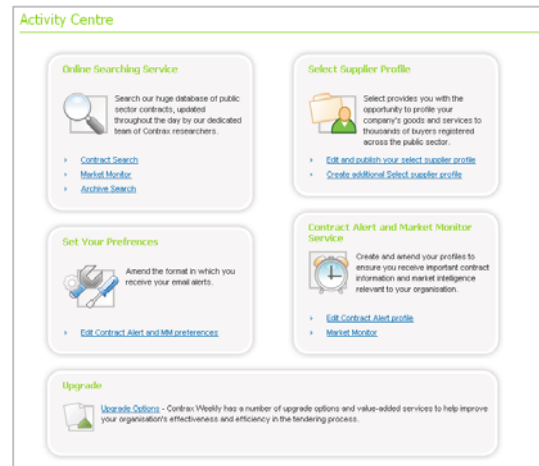 Activity Centre
Online Searching Service
Search our huge database of public
sector contracts, updated
throughout the day by our dedicated
team of Contrax researchers.
Contract Search
Market Monitor
Archive Search
Select Supplier Profile
Select provides you with the
opportunity to profile your
company's goods and services to
thousands of buyers registered
across the public sector.
Edit and publish your select supplier profile
Create additional Select supplier profile
Set Your Prefrences
Amend the format in which you
receive your email alerts.
Edit Contract Alert and MM preferences
Contract Alert and Market Monitor
Service
Create and amend your profiles to
ensure you receive important contract
information and market intelligence
relevant to your organisation.
Edit Contract Alert profile
Market Monitor
Upgrade
Upgrade Options - Contrax Weekly has a number of upgrade options and value-added services to help improve
your organisation's effectiveness and efficiency in the tendering process.